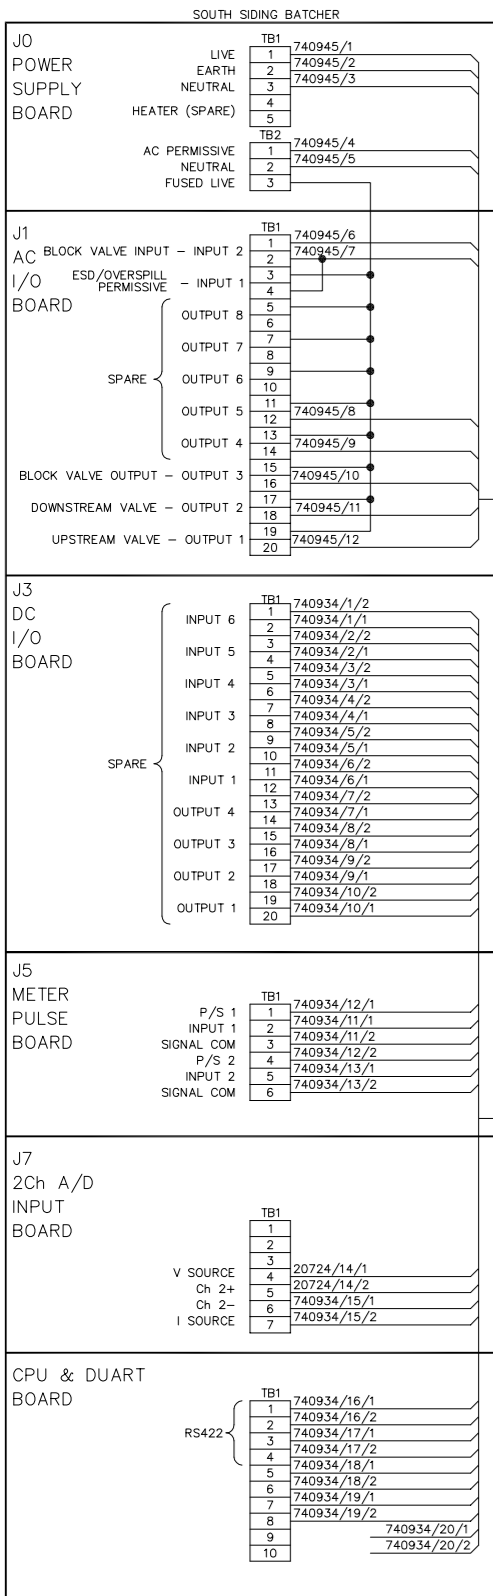 SOUTH SIDING BATCHER
J0
POWER
SUPPLY
BOARD
TB1
LIVE 1 740945/1
EARTH 2 740945/2
NEUTRAL 3 740945/3
HEATER (SPARE) 4
5
TB2
AC PERMISSIVE 1 740945/4
NEUTRAL 2 740945/5
FUSED LIVE 3
J1
AC
I/O
BOARD
TB1
BLOCK VALVE INPUT – INPUT 2
1 740945/6
2 740945/7
ESD/OVERSPILL
PERMISSIVE – INPUT 1
3
4
SPARE
OUTPUT 8
5
6
OUTPUT 7
7
8
OUTPUT 6
9
10
OUTPUT 5
11
12 740945/8
OUTPUT 4
13
14 740945/9
BLOCK VALVE OUTPUT – OUTPUT 3
15
16 740945/10
DOWNSTREAM VALVE – OUTPUT 2
17
18 740945/11
UPSTREAM VALVE – OUTPUT 1
19
20 740945/12
J3
DC
I/O
BOARD
SPARE
TB1
INPUT 6
1 740934/1/2
2 740934/1/1
INPUT 5
3 740934/2/2
4 740934/2/1
INPUT 4
5 740934/3/2
6 740934/3/1
INPUT 3
7 740934/4/2
8 740934/4/1
INPUT 2
9 740934/5/2
10 740934/5/1
INPUT 1
11 740934/6/2
12 740934/6/1
OUTPUT 4
13 740934/7/2
14 740934/7/1
OUTPUT 3
15 740934/8/2
16 740934/8/1
OUTPUT 2
17 740934/9/2
18 740934/9/1
OUTPUT 1
19 740934/10/2
20 740934/10/1
J5
METER
PULSE
BOARD
TB1
P/S 1 1 740934/12/1
INPUT 1 2 740934/11/1
SIGNAL COM 3 740934/11/2
P/S 2 4 740934/12/2
INPUT 2 5 740934/13/1
SIGNAL COM 6 740934/13/2
J7
2Ch A/D
INPUT
BOARD
TB1
1
2
3
V SOURCE 4 20724/14/1
Ch 2+ 5 20724/14/2
Ch 2– 6 740934/15/1
I SOURCE 7 740934/15/2
CPU & DUART
BOARD
TB1
RS422
1 740934/16/1
2 740934/16/2
3 740934/17/1
4 740934/17/2
5 740934/18/1
6 740934/18/2
7 740934/19/1
8 740934/19/2
9 740934/20/1
10 740934/20/2